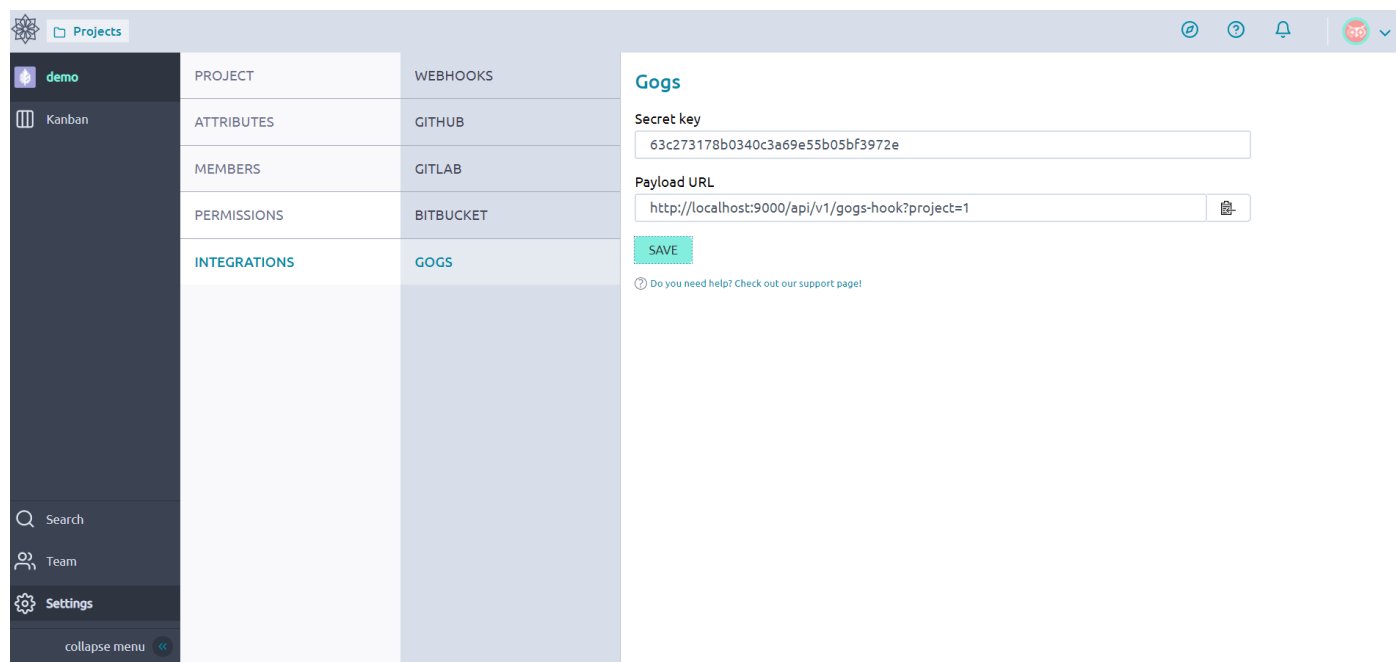 Projects
demo
Kanban
Search
Team
Settings
collapse menu
PROJECT
ATTRIBUTES
MEMBERS
PERMISSIONS
INTEGRATIONS
WEBHOOKS
GITHUB
GITLAB
BITBUCKET
GOGS
Gogs
Secret key
63c273178b0340c3a69e55b05bf3972e
Payload URL
http://localhost:9000/api/v1/gogs-hook?project=1
SAVE
Do you need help? Check out our support page!